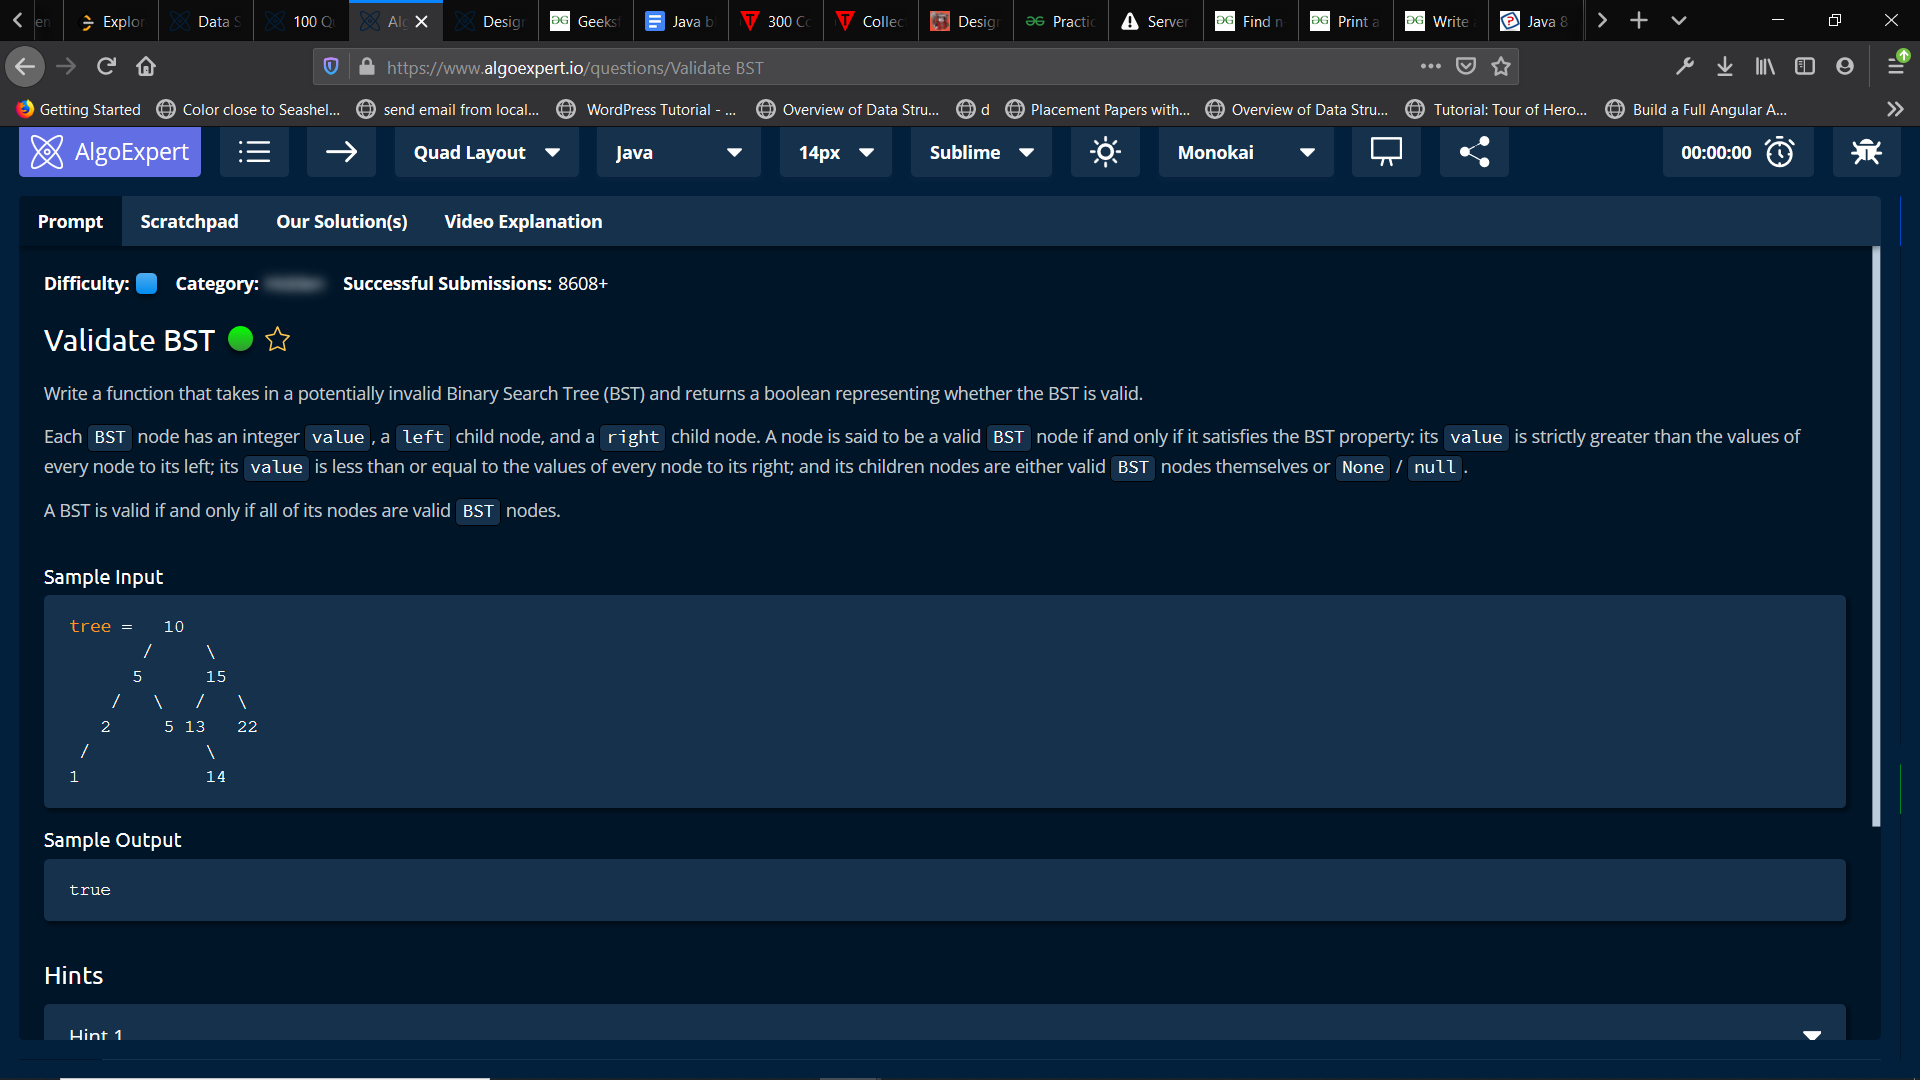 en Explor Data S 100 Q Al Design Geeks Java b 300 Co Collec Design Practic Server Find n Print a Write Java 8
https://www.algoexpert.io/questions/Validate BST
Getting Started Color close to Seashel... send email from local... WordPress Tutorial - ... Overview of Data Stru... d Placement Papers with... Overview of Data Stru... Tutorial: Tour of Hero... Build a Full Angular A...
AlgoExpert Quad Layout Java 14px Sublime Monokai 00:00:00
Prompt Scratchpad Our Solution(s) Video Explanation
Difficulty: Category: Successful Submissions: 8608+
Validate BST
Write a function that takes in a potentially invalid Binary Search Tree (BST) and returns a boolean representing whether the BST is valid.
Each BST node has an integer value , a left child node, and a right child node. A node is said to be a valid BST node if and only if it satisfies the BST property: its value is strictly greater than the values of
every node to its left; its value is less than or equal to the values of every node to its right; and its children nodes are either valid BST nodes themselves or None / null .
A BST is valid if and only if all of its nodes are valid BST nodes.
Sample Input
tree = 10
/ \
5 15
/ \ / \
2 5 13 22
/ \
1 14
Sample Output
true
Hints
Hint 1